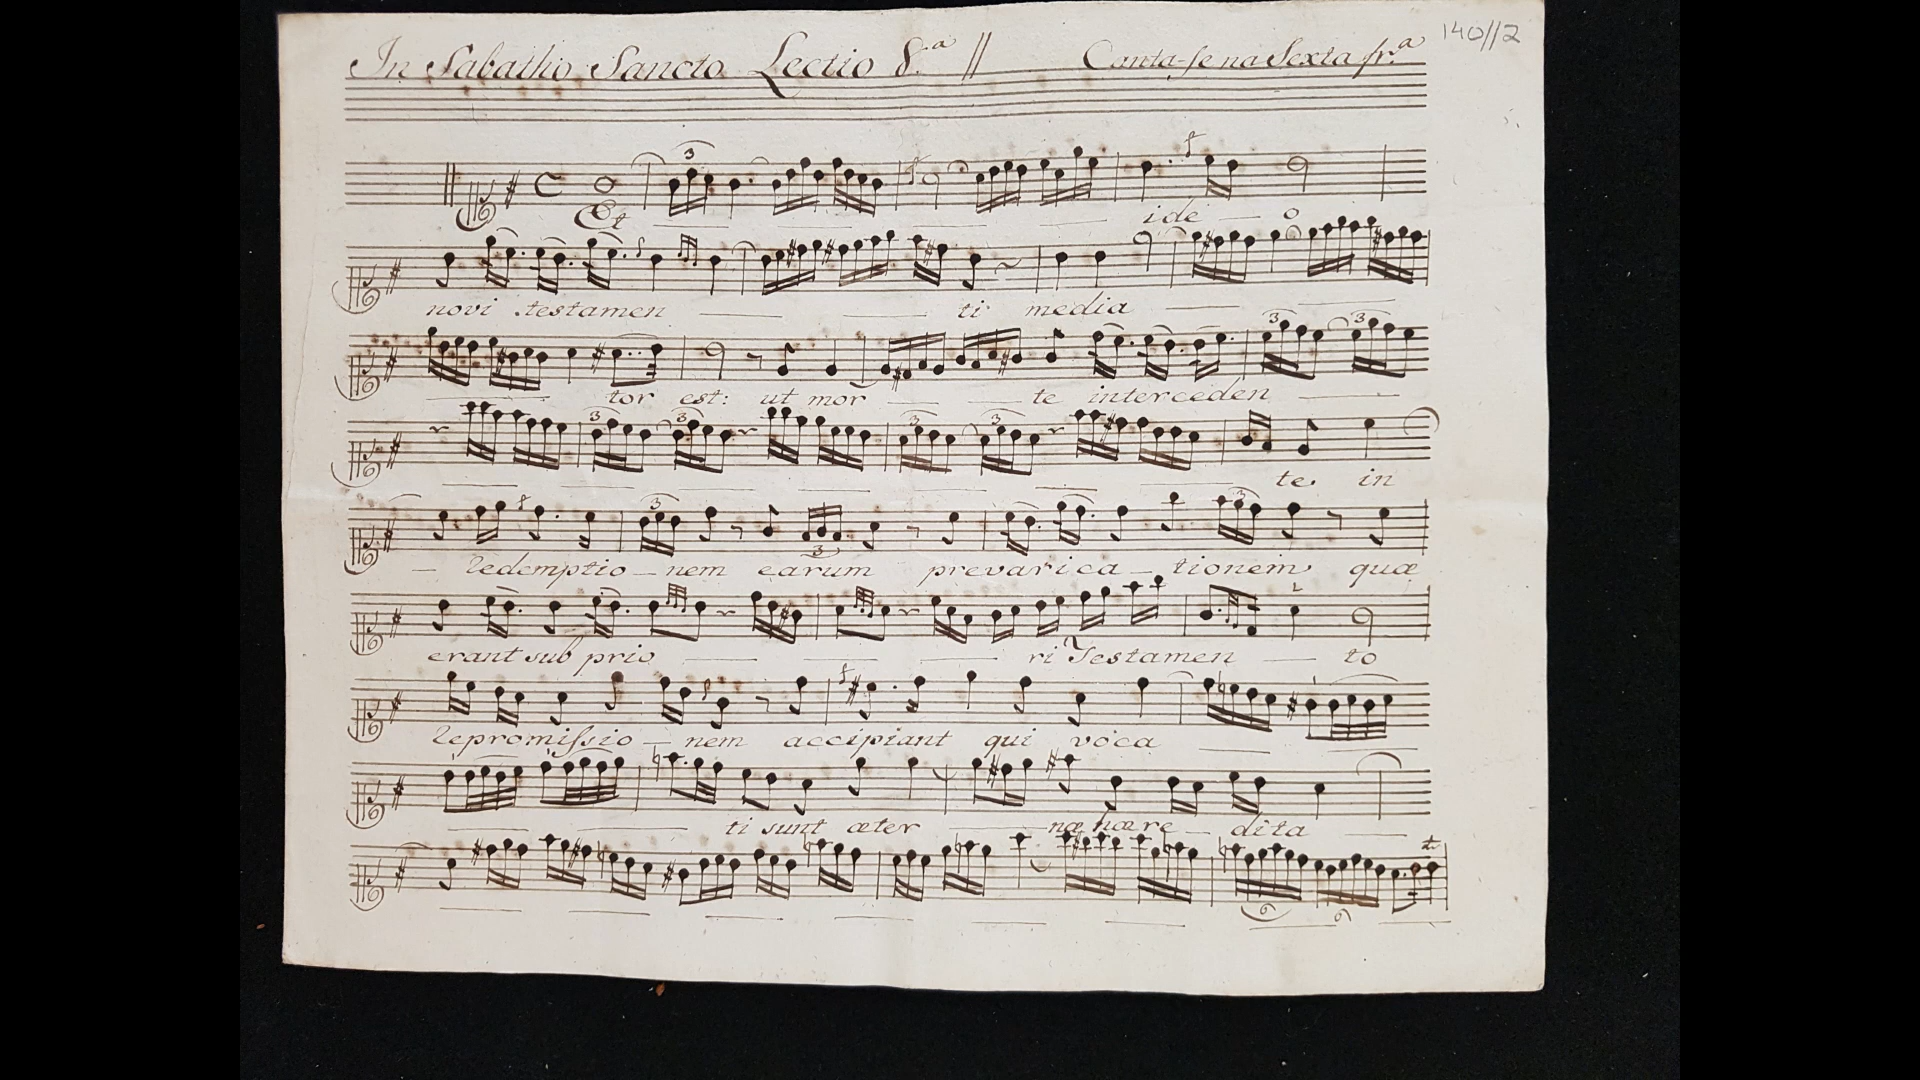 In Sabatho Sancto Lectio 8.ª // Canta-se na Sexta fr.ª 140//2
Et ide o
novi testamen ti media
tor est: ut mor te interceden
te. in
Redemptio nem earum prevarica tionem quæ
erant sub prio ri Testamen to
Repromissio nem accipiant qui voca
ti sunt æter næ hære dita